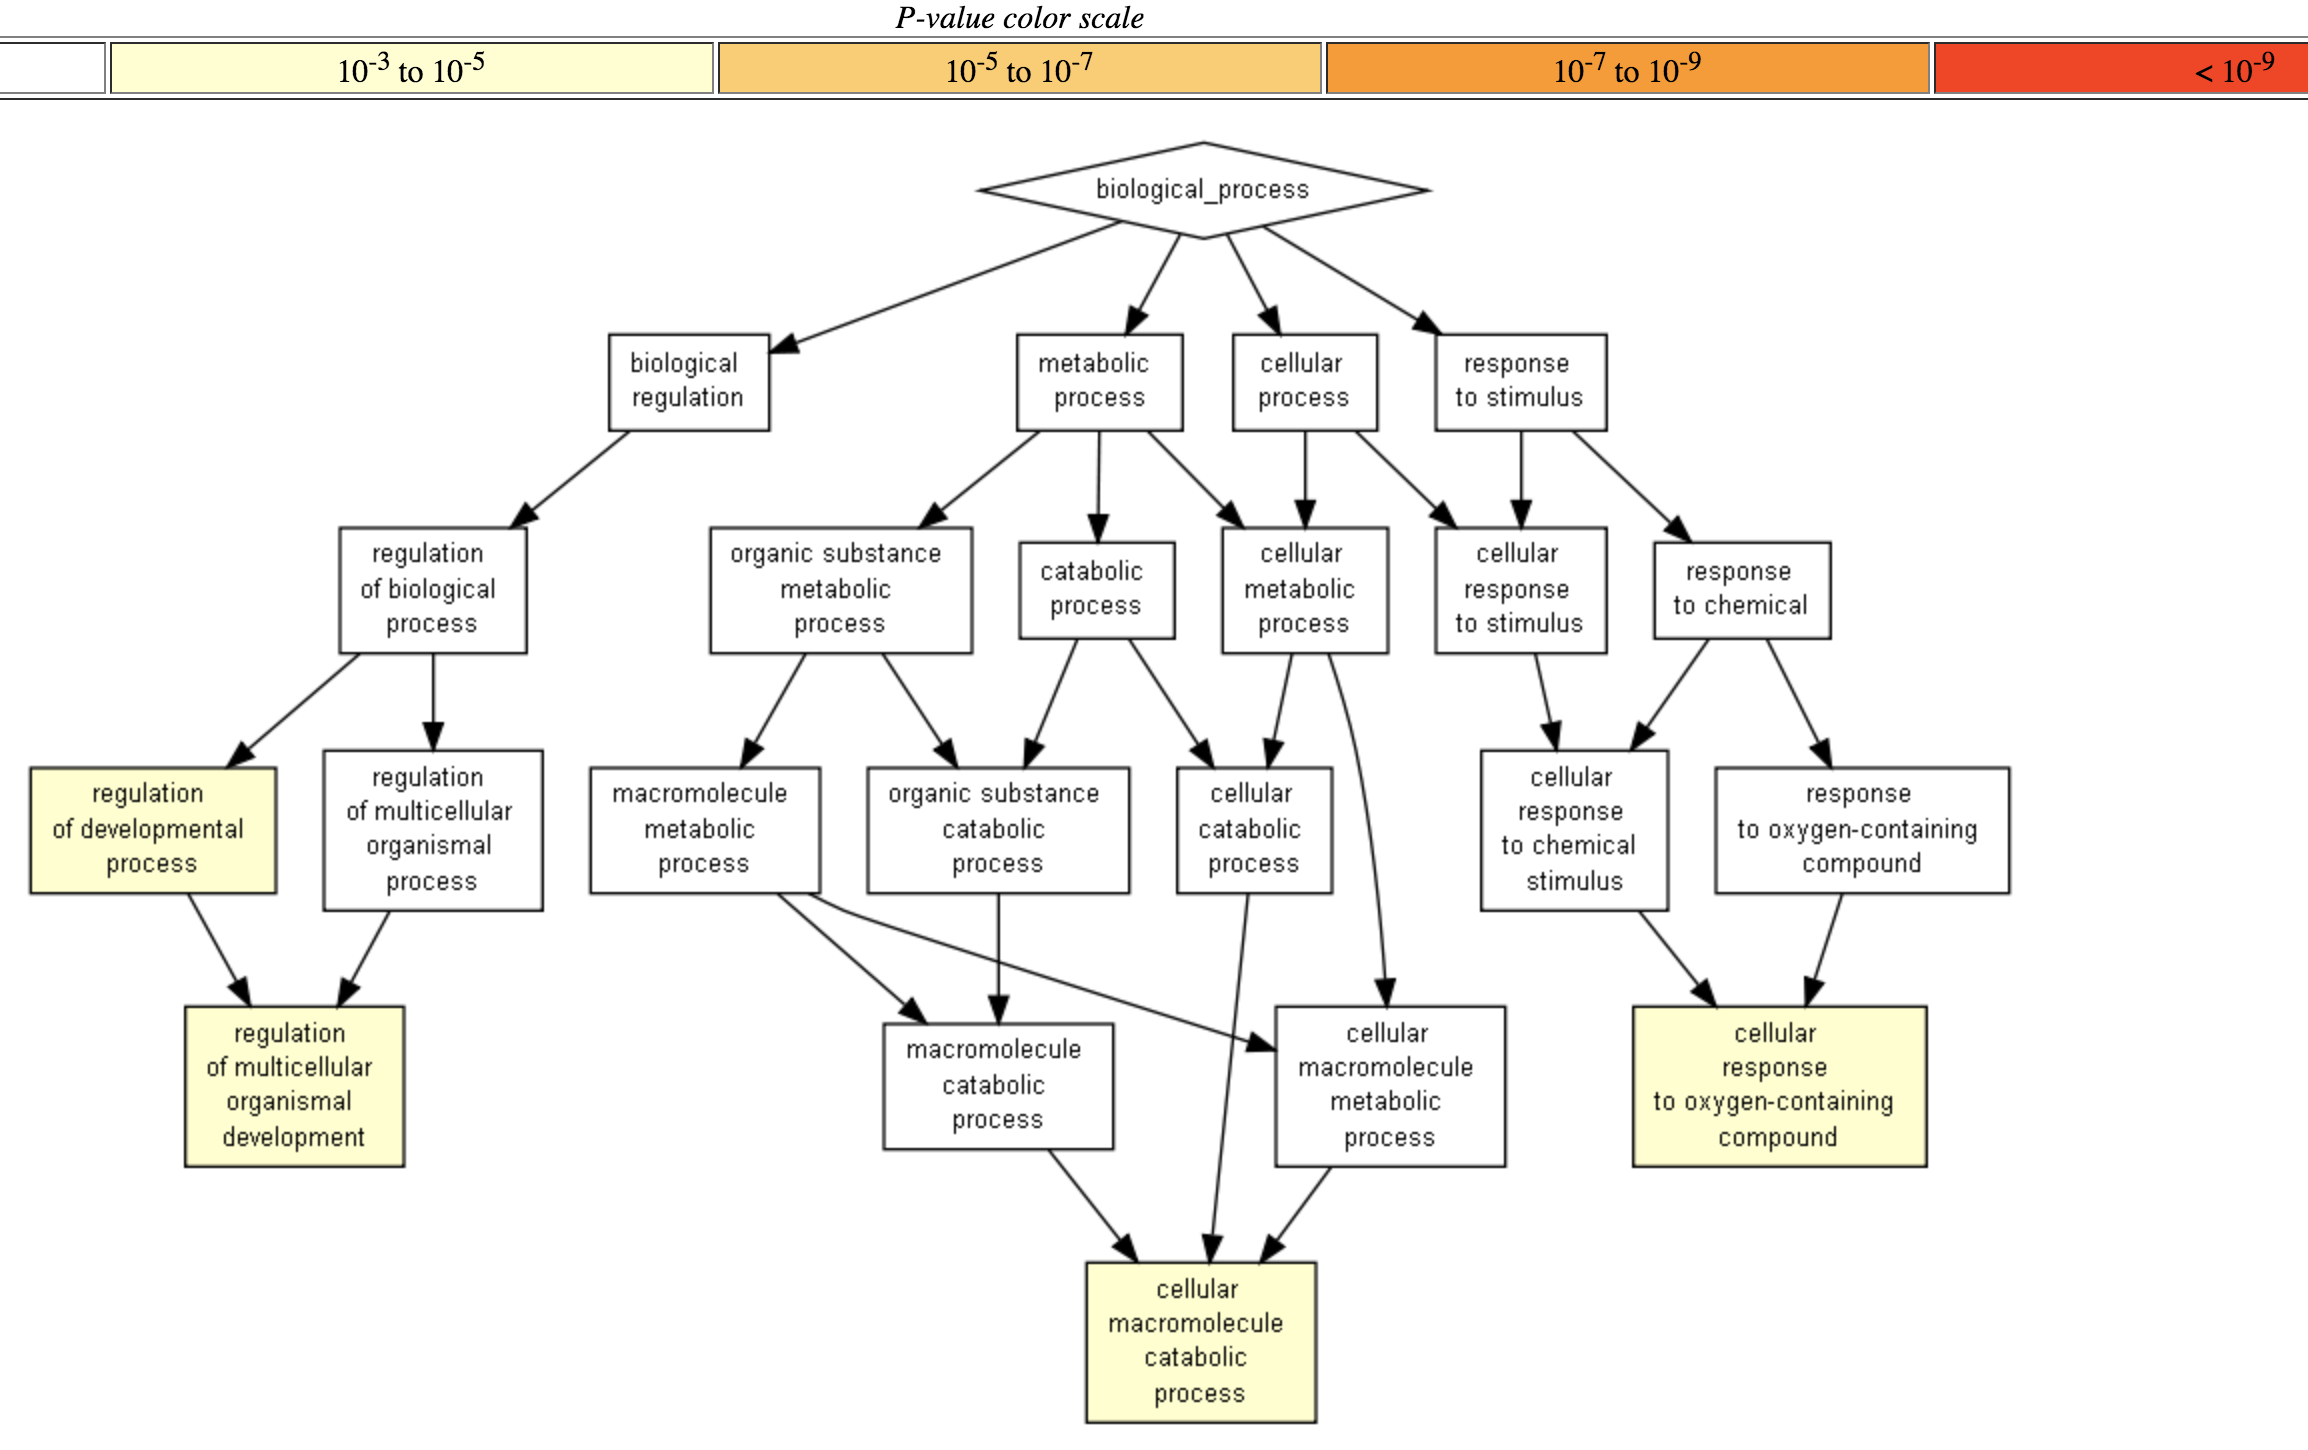 P-value color scale
10-3 to 10-5
10-5 to 10-7
10-7 to 10-9
< 10-9
biological_process
biological
regulation
metabolic
process
cellular
process
response
to stimulus
regulation
of biological
process
organic substance
metabolic
process
catabolic
process
cellular
metabolic
process
cellular
response
to stimulus
response
to chemical
regulation
of developmental
process
regulation
of multicellular
organismal
process
macromolecule
metabolic
process
organic substance
catabolic
process
cellular
catabolic
process
cellular
response
to chemical
stimulus
response
to oxygen-containing
compound
regulation
of multicellular
organismal
development
macromolecule
catabolic
process
cellular
macromolecule
metabolic
process
cellular
response
to oxygen-containing
compound
cellular
macromolecule
catabolic
process